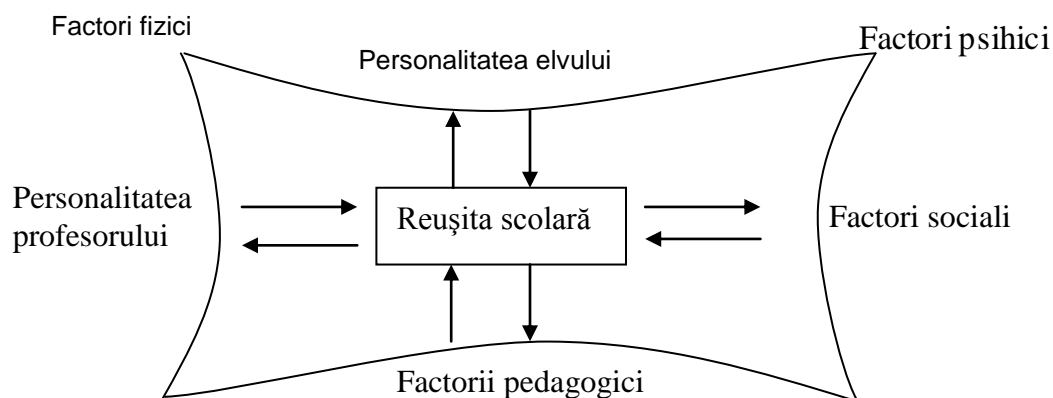 Factori fizici
Factori psihici
Personalitatea elvului
Personalitatea
profesorului
Reuşita scolară
Factori sociali
Factorii pedagogici